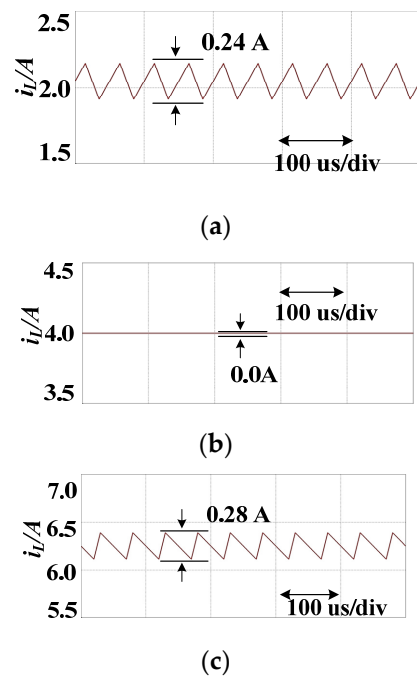 2.5
0.24 A
2.0
i_L/A
1.5
100 us/div
(a)
4.5
100 us/div
4.0
i_L/A
0.0A
3.5
(b)
7.0
0.28 A
6.5
i_L/A
6.0
100 us/div
5.5
(c)